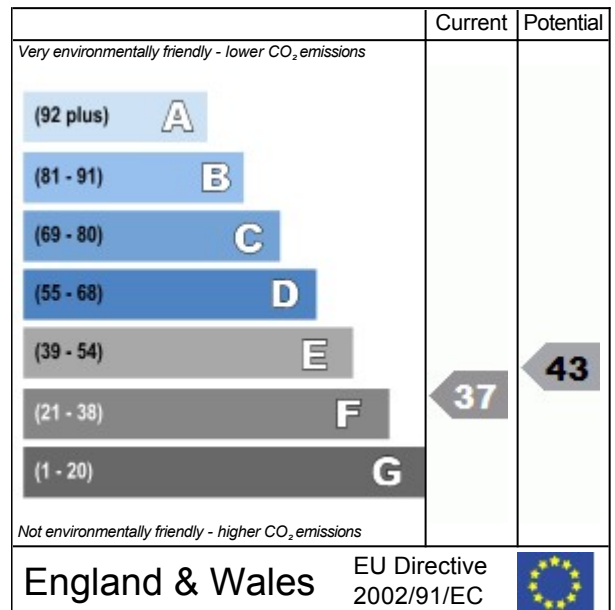 Current Potential
Very environmentally friendly - lower CO₂ emissions
(92 plus) A
(81 - 91) B
(69 - 80) C
(55 - 68) D
(39 - 54) E
43
37
(21 - 38) F
(1 - 20) G
Not environmentally friendly - higher CO₂ emissions
England & Wales
EU Directive
2002/91/EC